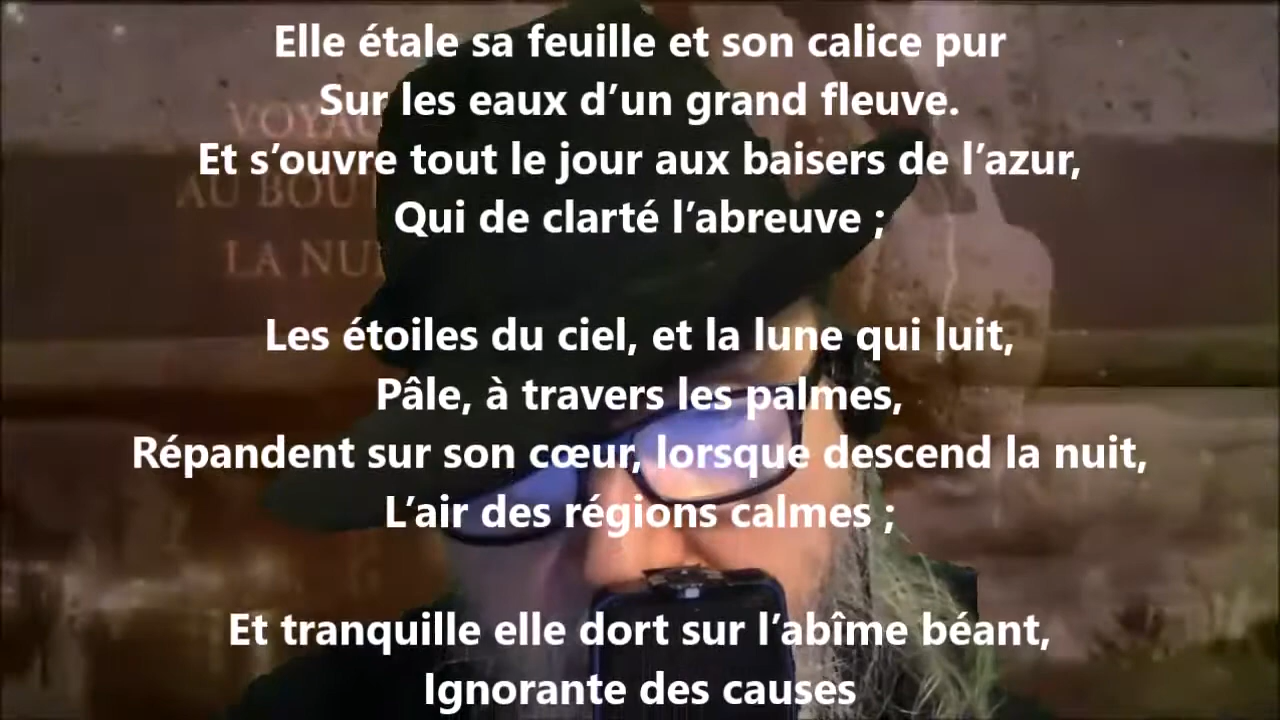 Elle étale sa feuille et son calice pur
Sur les eaux d’un grand fleuve.
Et s’ouvre tout le jour aux baisers de l’azur,
Qui de clarté l’abreuve ;
Les étoiles du ciel, et la lune qui luit,
Pâle, à travers les palmes,
Répandent sur son cœur, lorsque descend la nuit,
L’air des régions calmes ;
Et tranquille elle dort sur l’abîme béant,
Ignorante des causes
AU BOUT
LA